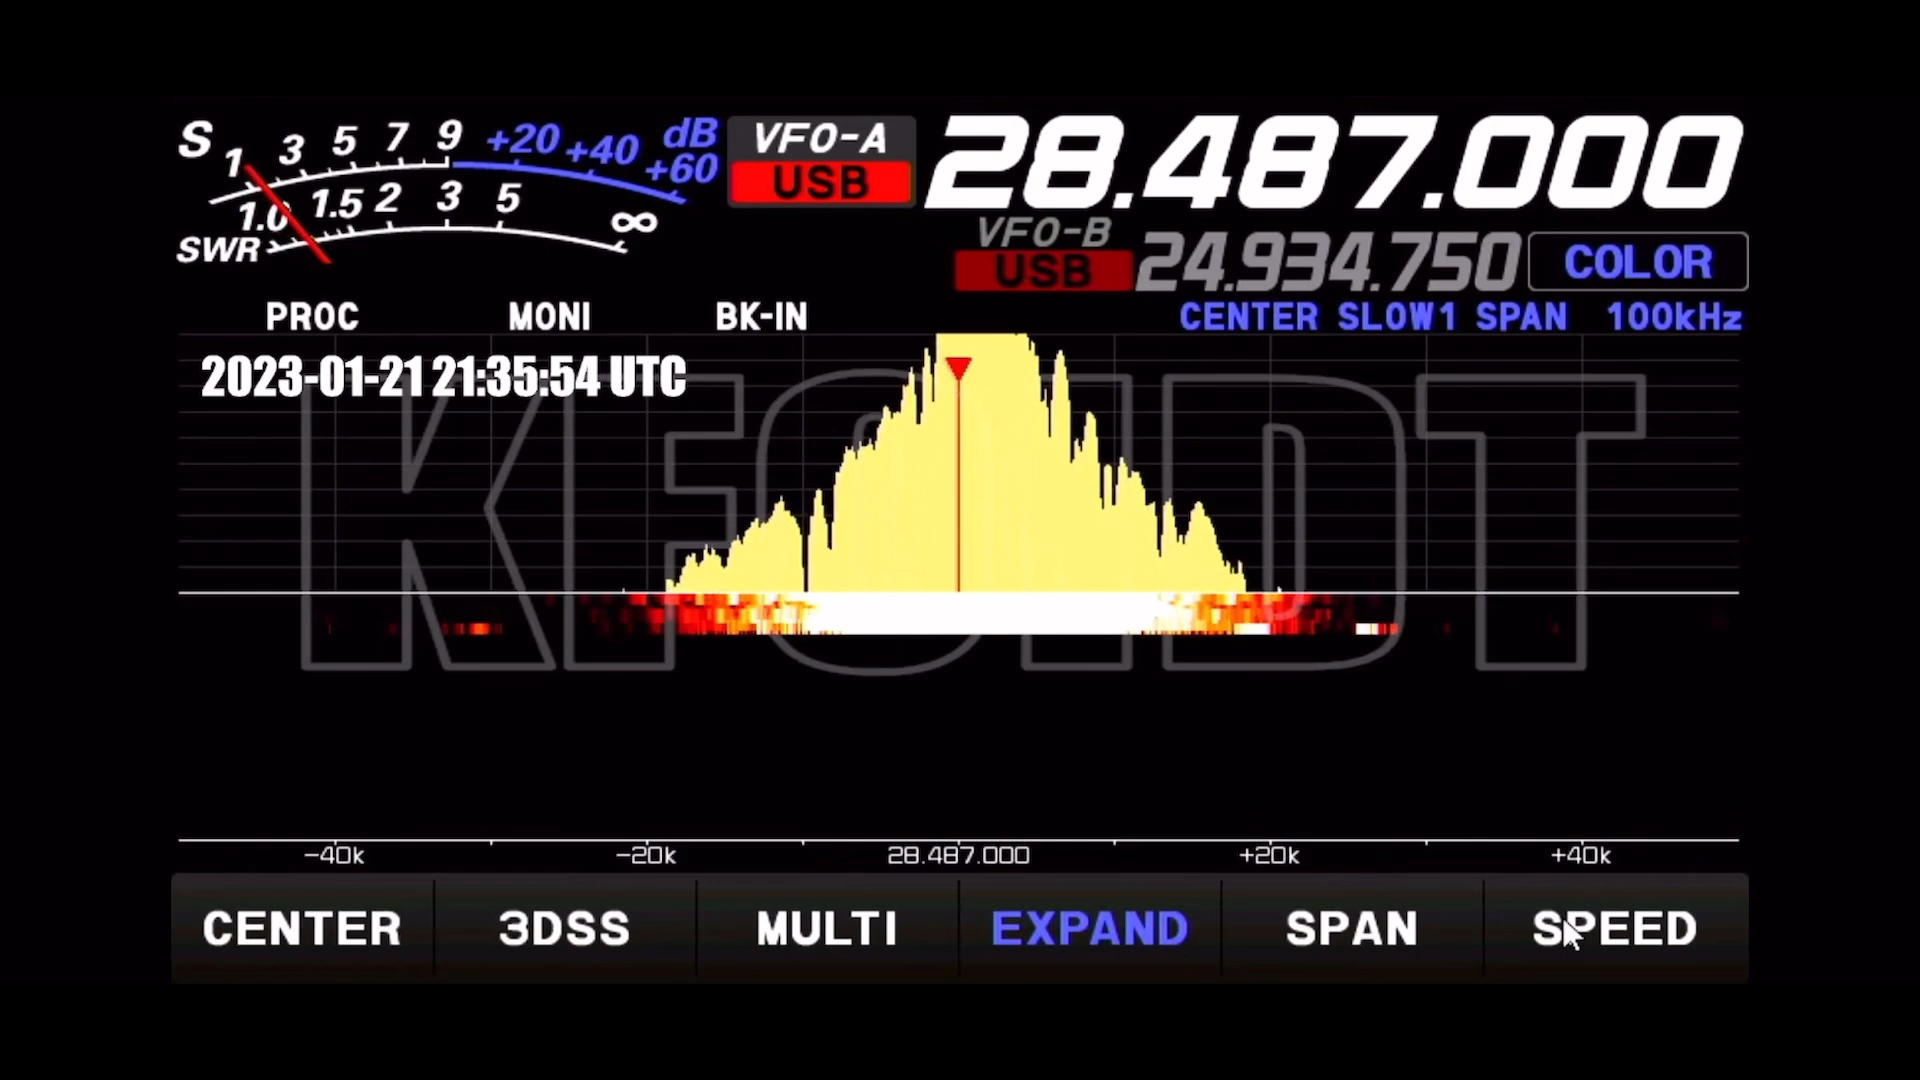 S 1 3 5 7 9 +20 +40 +60 dB
1.0 1.5 2 3 5 ∞
SWR
VFO-A
USB
28.487.000
VFO-B
USB
24.934.750
COLOR
PROC MONI BK-IN
CENTER SLOW1 SPAN 100kHz
2023-01-21 21:35:54 UTC
-40k -20k 28.487.000 +20k +40k
CENTER 3DSS MULTI EXPAND SPAN SPEED